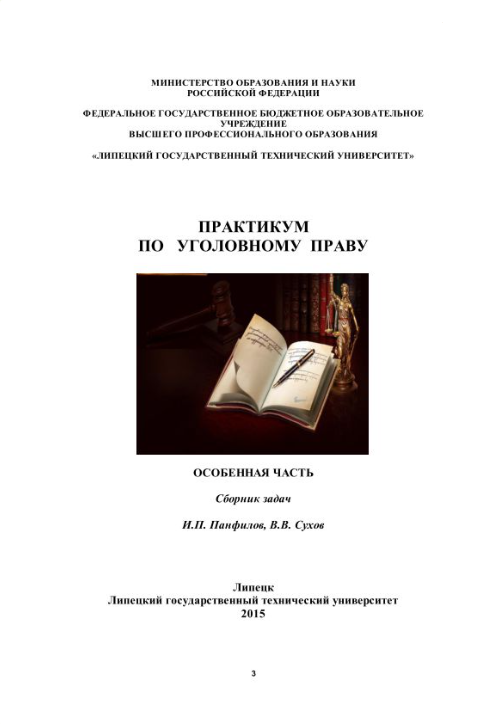 МИНИСТЕРСТВО ОБРАЗОВАНИЯ И НАУКИ
РОССИЙСКОЙ ФЕДЕРАЦИИ
ФЕДЕРАЛЬНОЕ ГОСУДАРСТВЕННОЕ БЮДЖЕТНОЕ ОБРАЗОВАТЕЛЬНОЕ
УЧРЕЖДЕНИЕ
ВЫСШЕГО ПРОФЕССИОНАЛЬНОГО ОБРАЗОВАНИЯ
«ЛИПЕЦКИЙ ГОСУДАРСТВЕННЫЙ ТЕХНИЧЕСКИЙ УНИВЕРСИТЕТ»
ПРАКТИКУМ
ПО УГОЛОВНОМУ ПРАВУ
ОСОБЕННАЯ ЧАСТЬ
Сборник задач
И.П. Панфилов, В.В. Сухов
Липецк
Липецкий государственный технический университет
2015
3